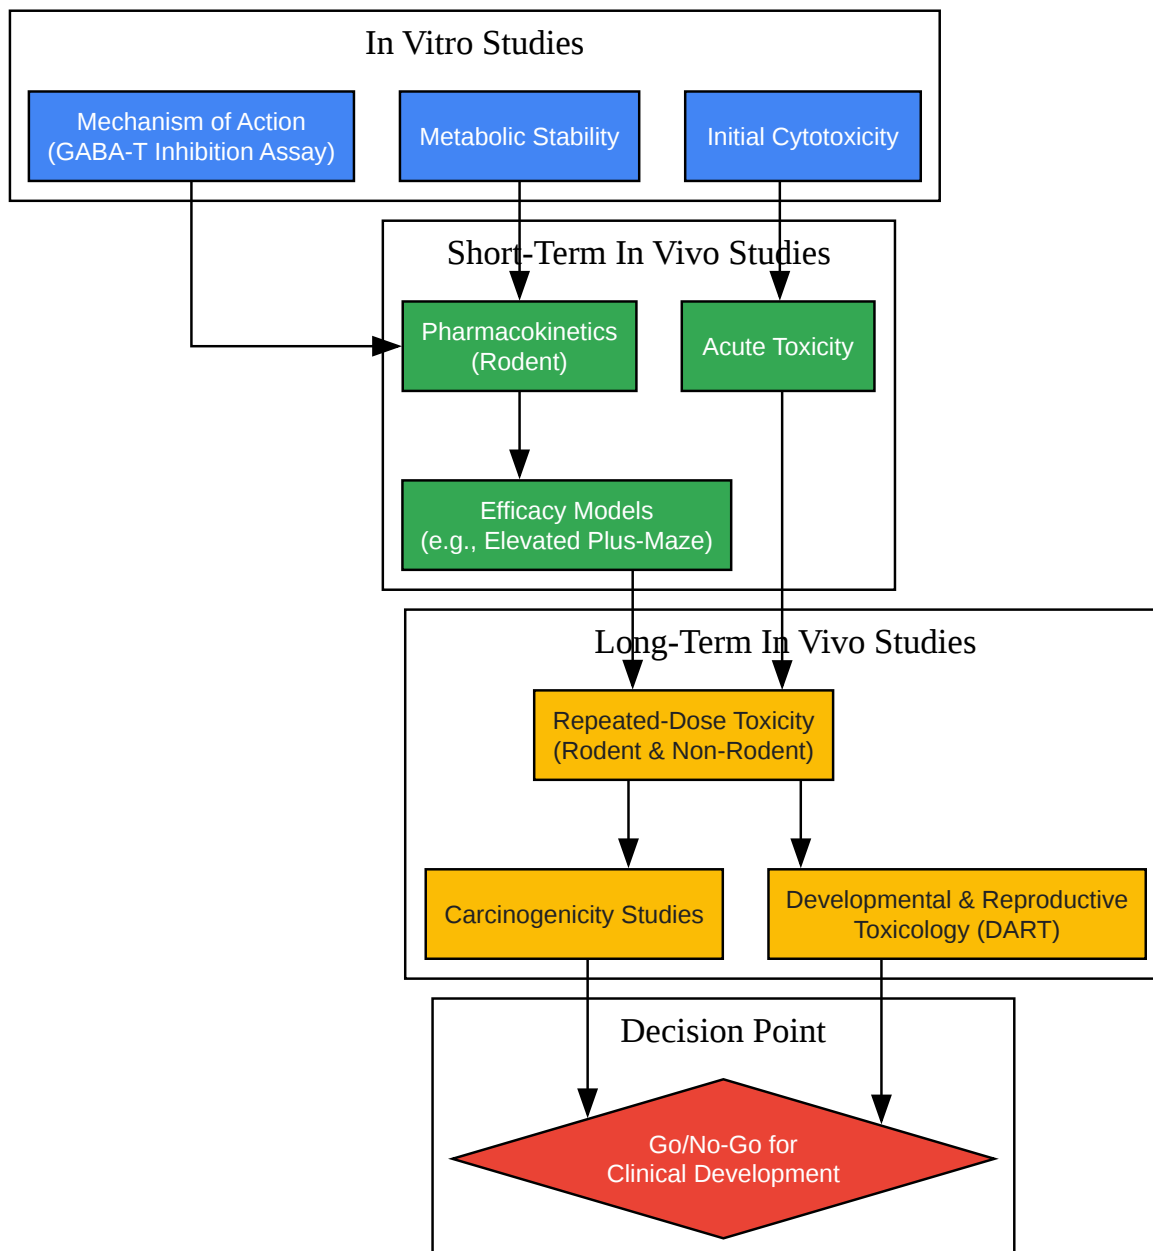 In Vitro Studies
Mechanism of Action
(GABA-T Inhibition Assay)
Metabolic Stability
Initial Cytotoxicity
Short-Term In Vivo Studies
Pharmacokinetics
(Rodent)
Acute Toxicity
Efficacy Models
(e.g., Elevated Plus-Maze)
Long-Term In Vivo Studies
Repeated-Dose Toxicity
(Rodent & Non-Rodent)
Carcinogenicity Studies
Developmental & Reproductive
Toxicology (DART)
Decision Point
Go/No-Go for
Clinical Development